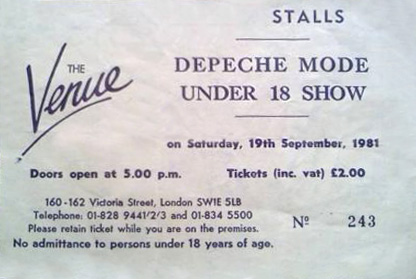 STALLS
THE
Venue
DEPECHE MODE
UNDER 18 SHOW
on Saturday, 19th September, 1981
Doors open at 5.00 p.m. Tickets (inc. vat) £2.00
160-162 Victoria Street, London SW1E 5LB
Telephone: 01-828 9441/2/3 and 01-834 5500
Please retain ticket while you are on the premises.
Nº 243
No admittance to persons under 18 years of age.